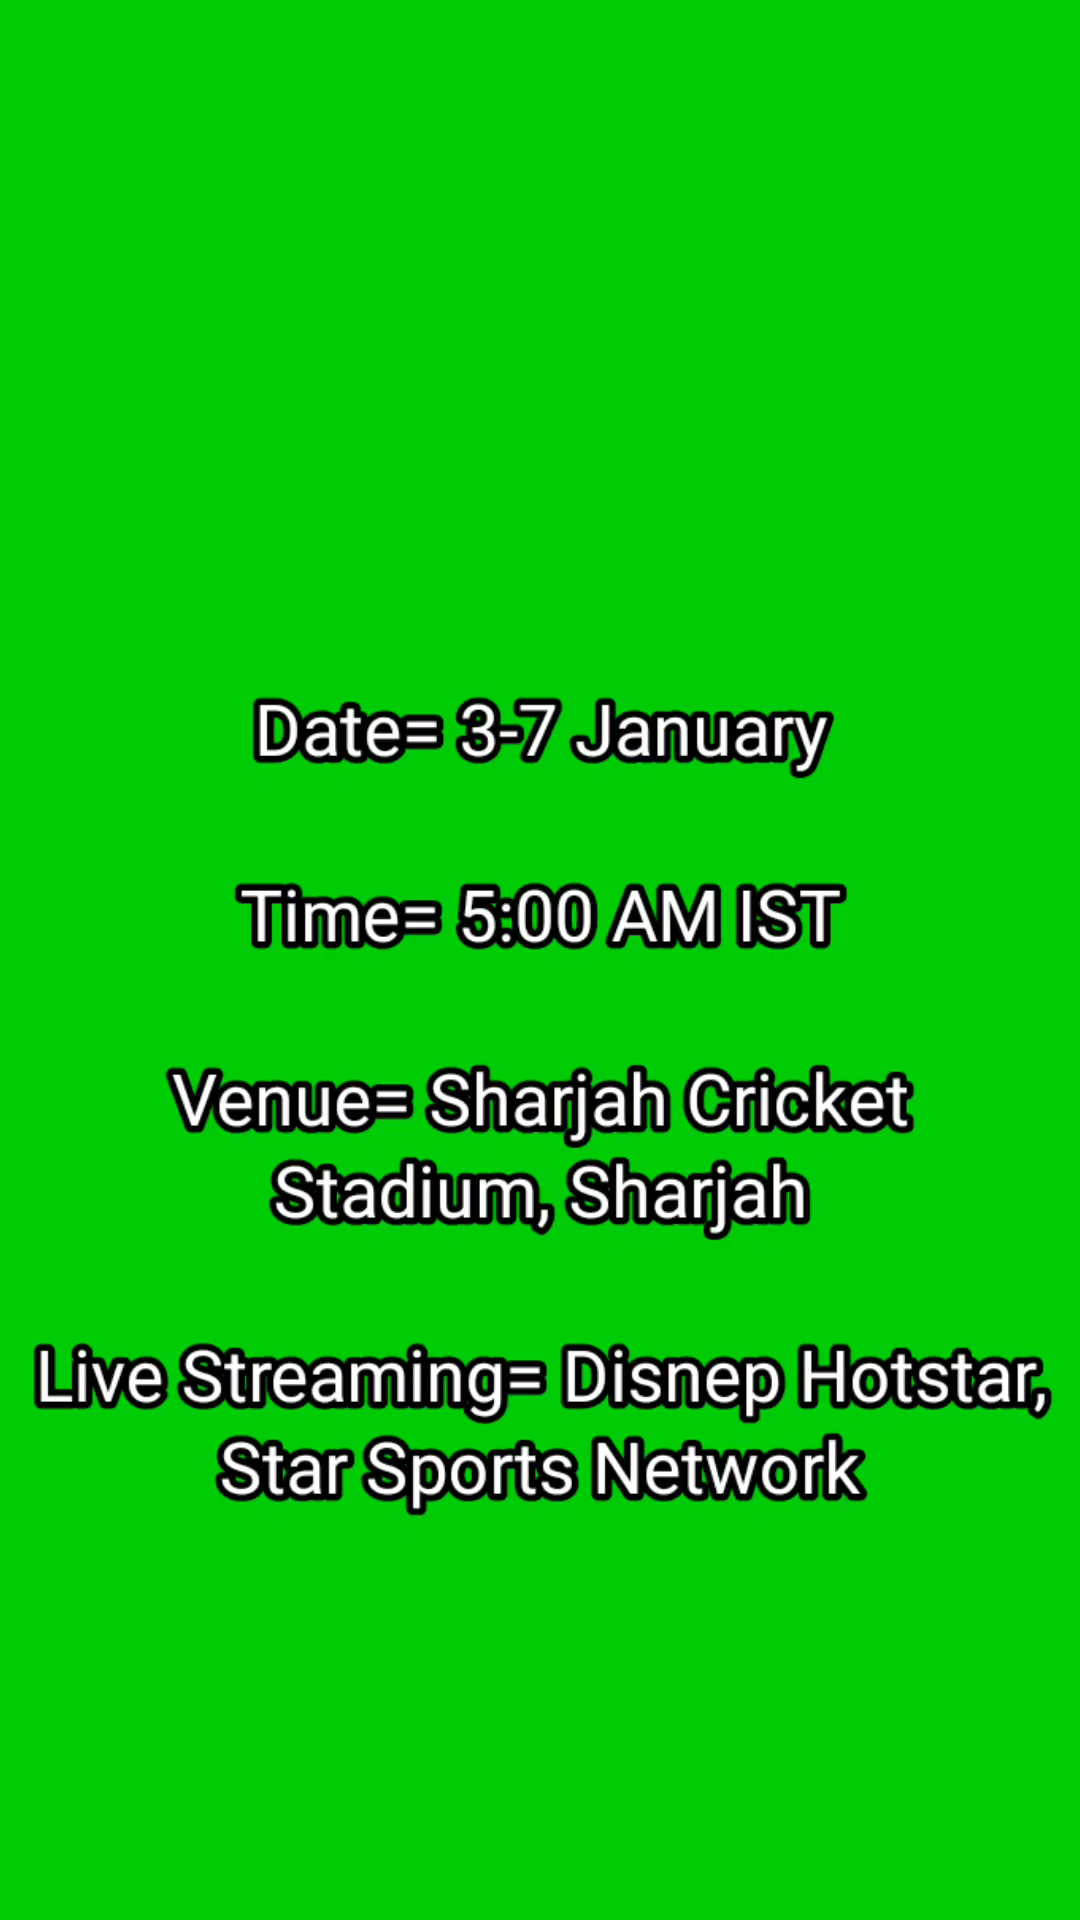 Date= 3-7 January
Time= 5:00 AM IST
Venue= Sharjah Cricket
Stadium, Sharjah
Live Streaming= Disnep Hotstar,
Star Sports Network